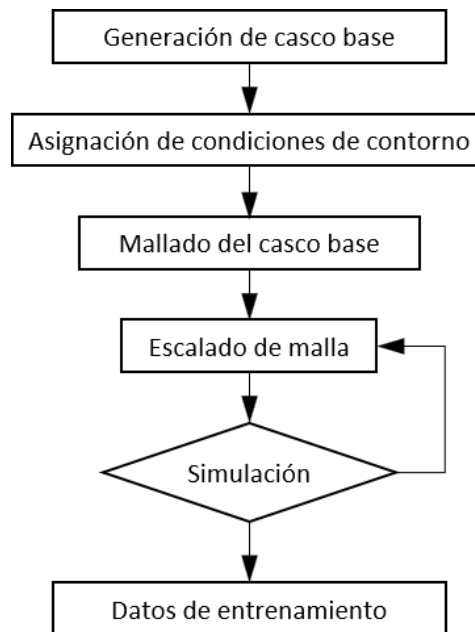 Generación de casco base
Asignación de condiciones de contorno
Mallado del casco base
Escalado de malla
Simulación
Datos de entrenamiento